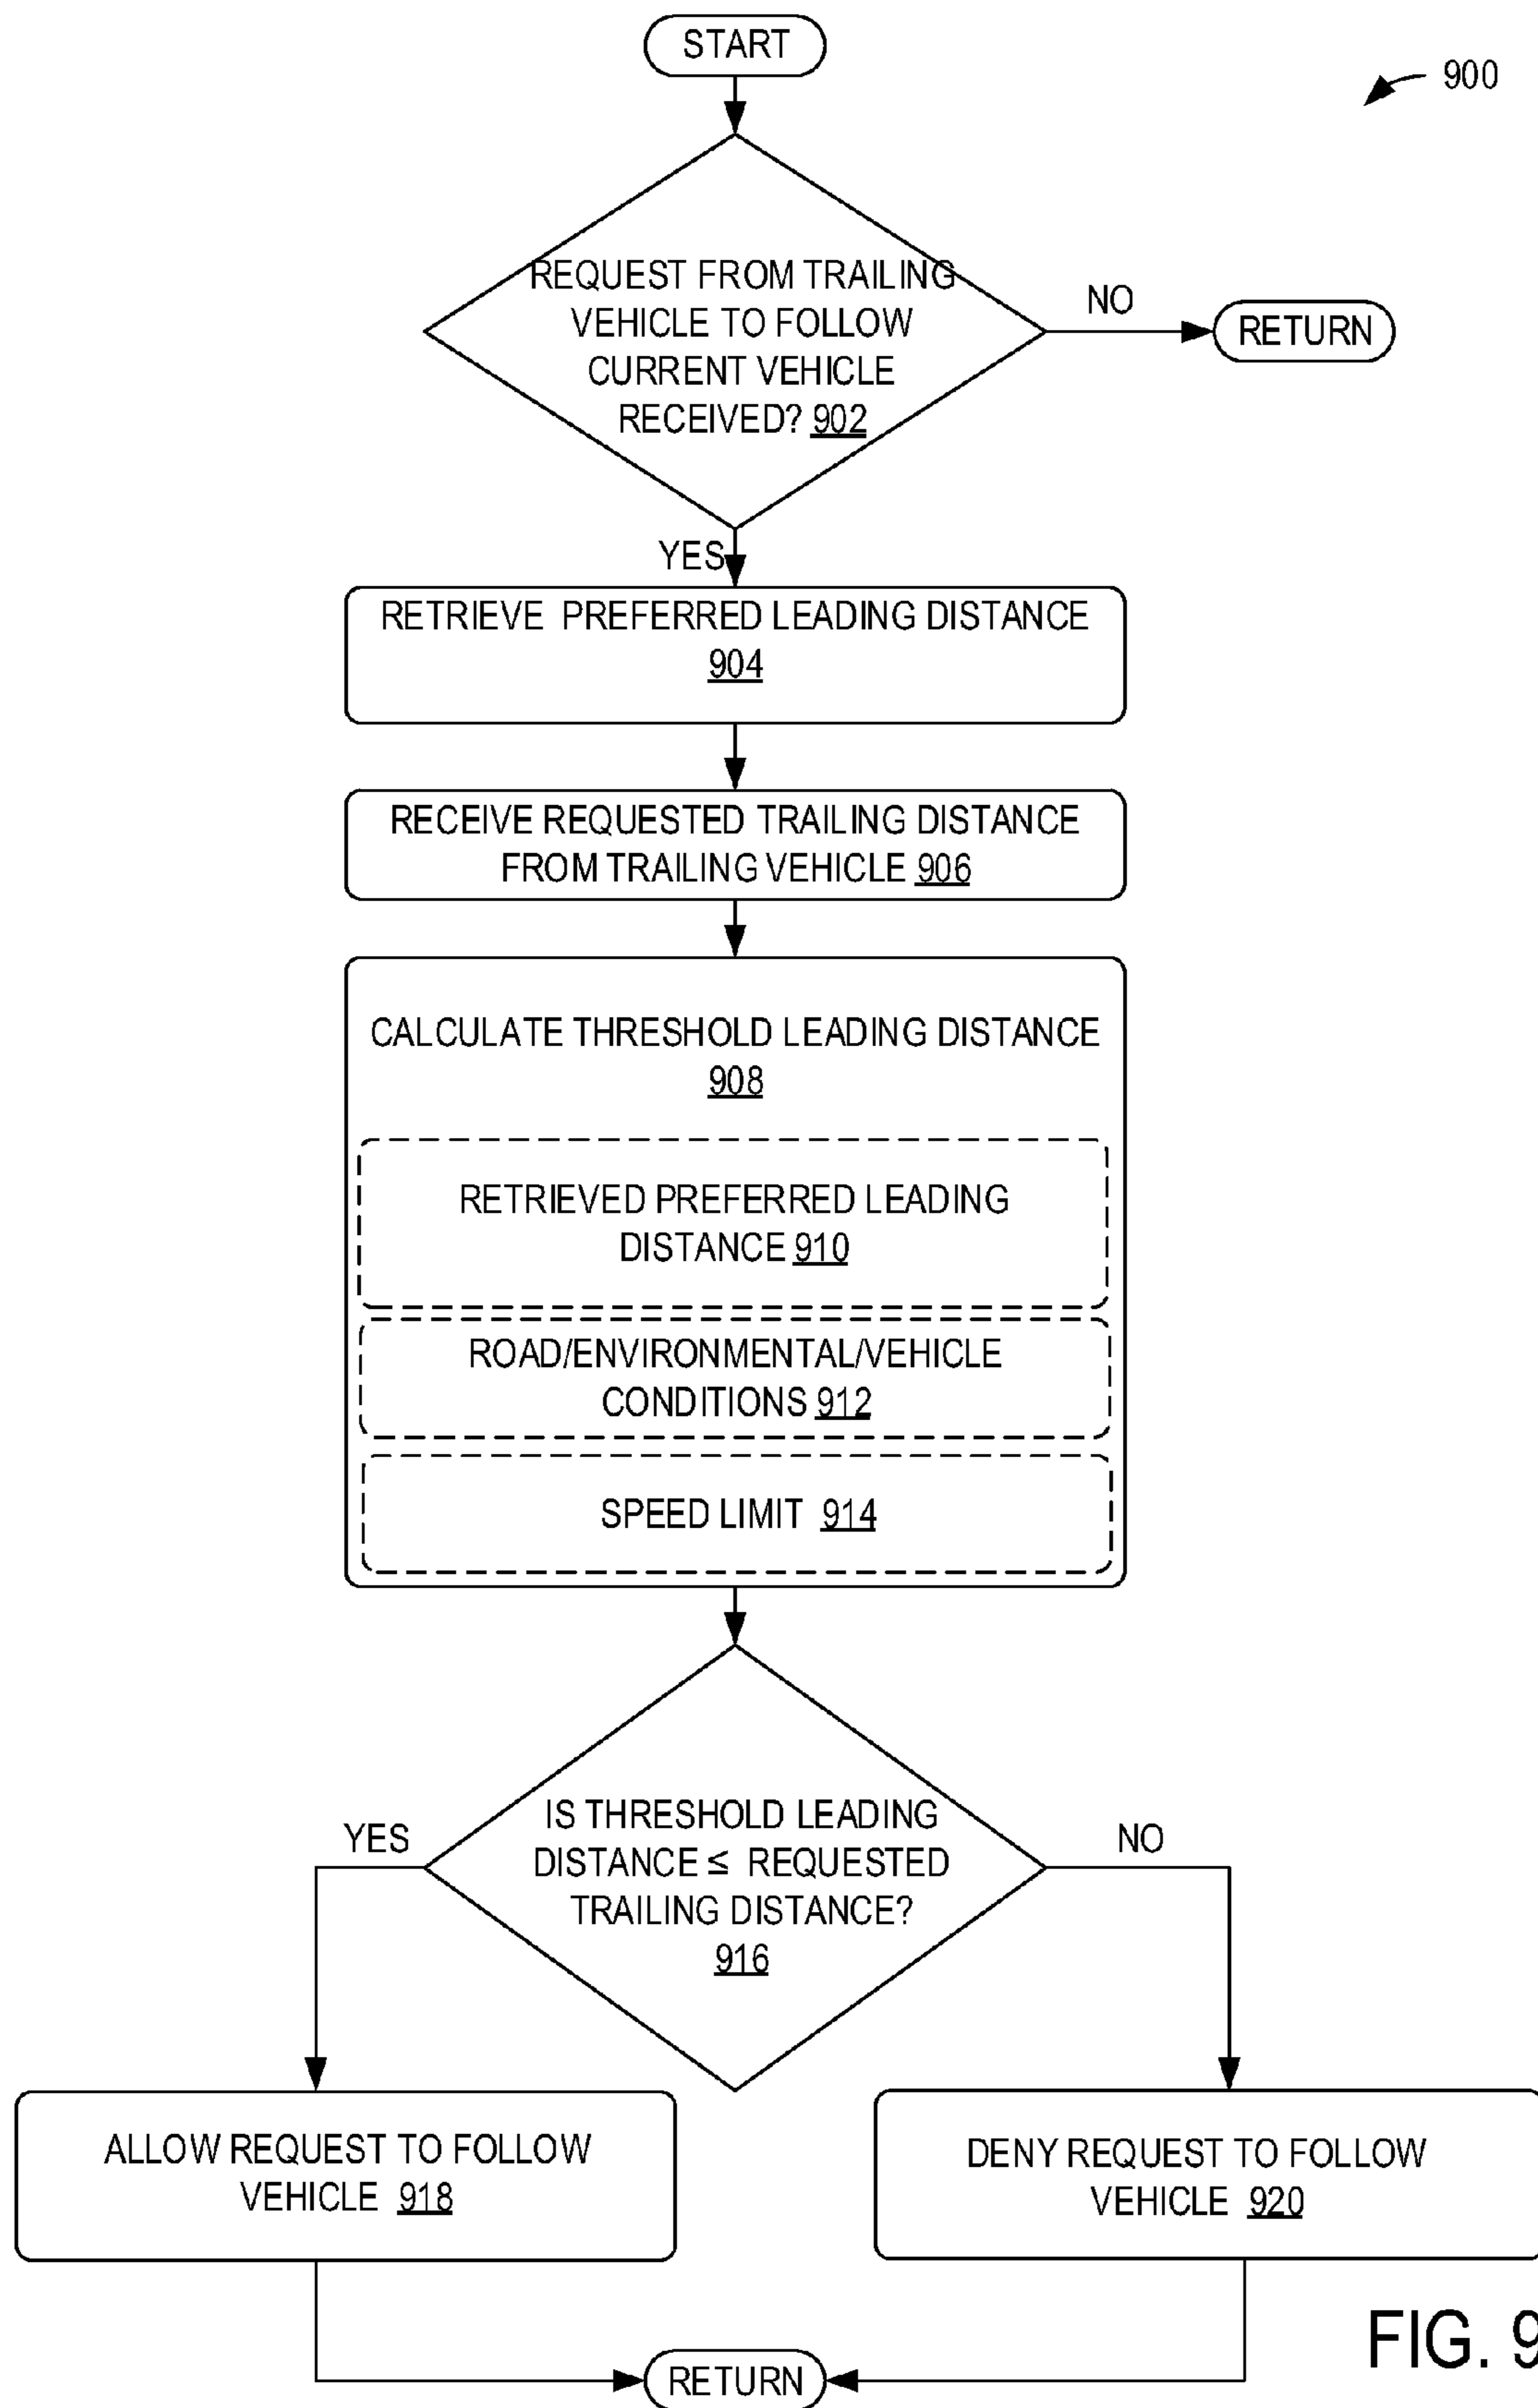 START
900
REQUEST FROM TRAILING
VEHICLE TO FOLLOW
CURRENT VEHICLE
RECEIVED? 902
NO
RETURN
YES
RETRIEVE PREFERRED LEADING DISTANCE
904
RECEIVE REQUESTED TRAILING DISTANCE
FROM TRAILING VEHICLE 906
CALCULATE THRESHOLD LEADING DISTANCE
908
RETRIEVED PREFERRED LEADING
DISTANCE 910
ROAD/ENVIRONMENTAL/VEHICLE
CONDITIONS 912
SPEED LIMIT 914
IS THRESHOLD LEADING
DISTANCE ≤ REQUESTED
TRAILING DISTANCE?
916
YES
NO
ALLOW REQUEST TO FOLLOW
VEHICLE 918
DENY REQUEST TO FOLLOW
VEHICLE 920
RETURN
FIG. 9